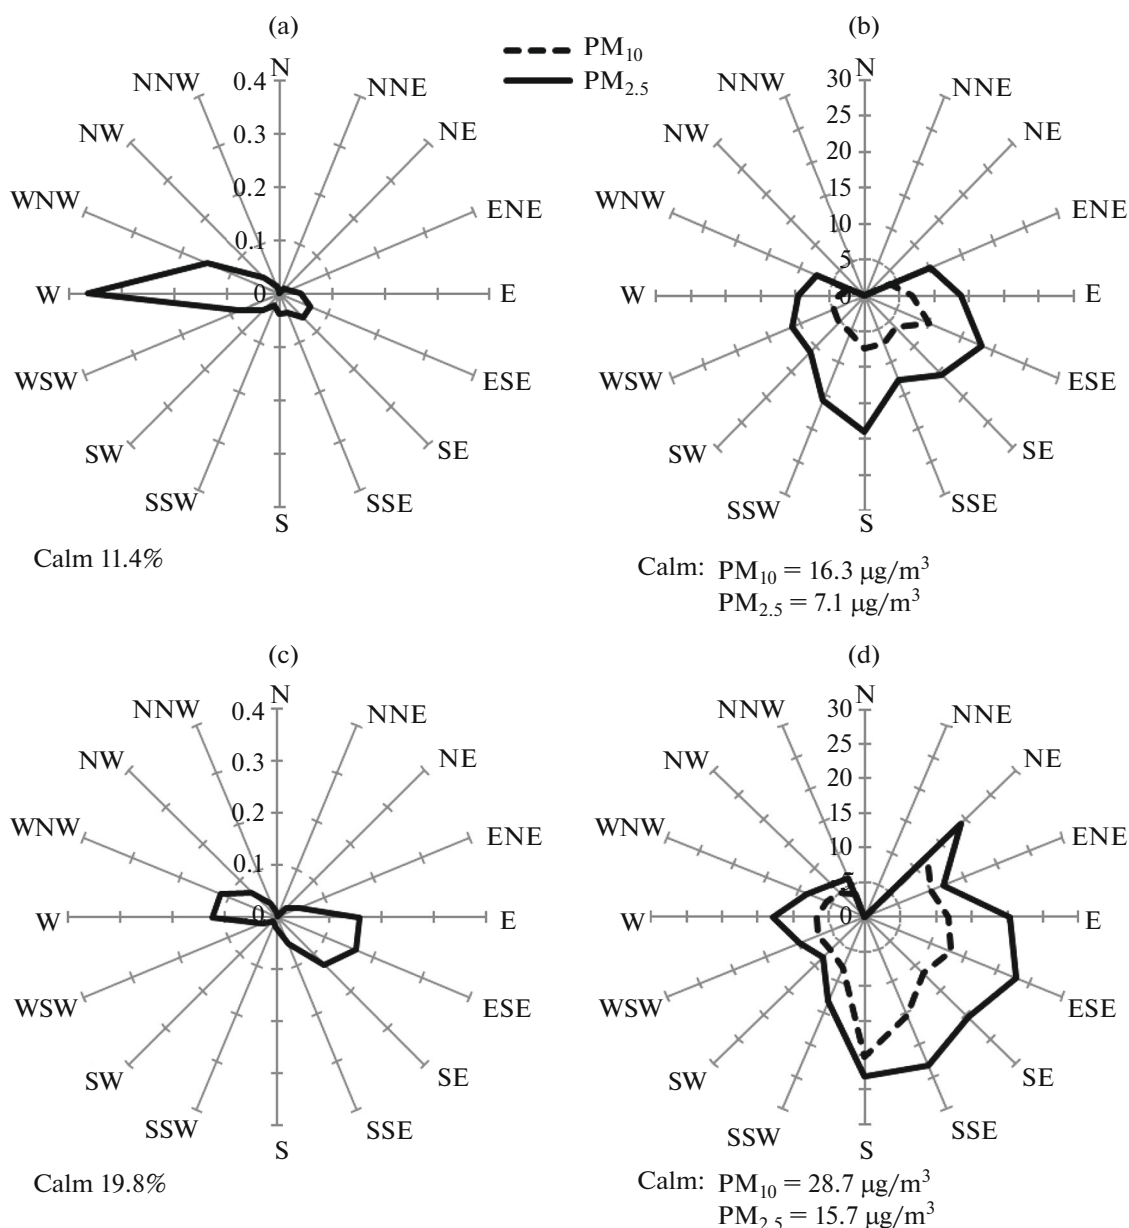 (a)
(b)
PM10
PM2.5
N
NNE
NE
ENE
E
ESE
SE
SSE
S
SSW
SW
WSW
W
WNW
NW
NNW
0.4
0.3
0.2
0.1
0
Calm 11.4%
N
NNE
NE
ENE
E
ESE
SE
SSE
S
SSW
SW
WSW
W
WNW
NW
NNW
30
25
20
15
10
5
0
Calm: PM10 = 16.3 μg/m³
PM2.5 = 7.1 μg/m³
(c)
(d)
N
NNE
NE
ENE
E
ESE
SE
SSE
S
SSW
SW
WSW
W
WNW
NW
NNW
0.4
0.3
0.2
0.1
0
Calm 19.8%
N
NNE
NE
ENE
E
ESE
SE
SSE
S
SSW
SW
WSW
W
WNW
NW
NNW
30
25
20
15
10
5
0
Calm: PM10 = 28.7 μg/m³
PM2.5 = 15.7 μg/m³